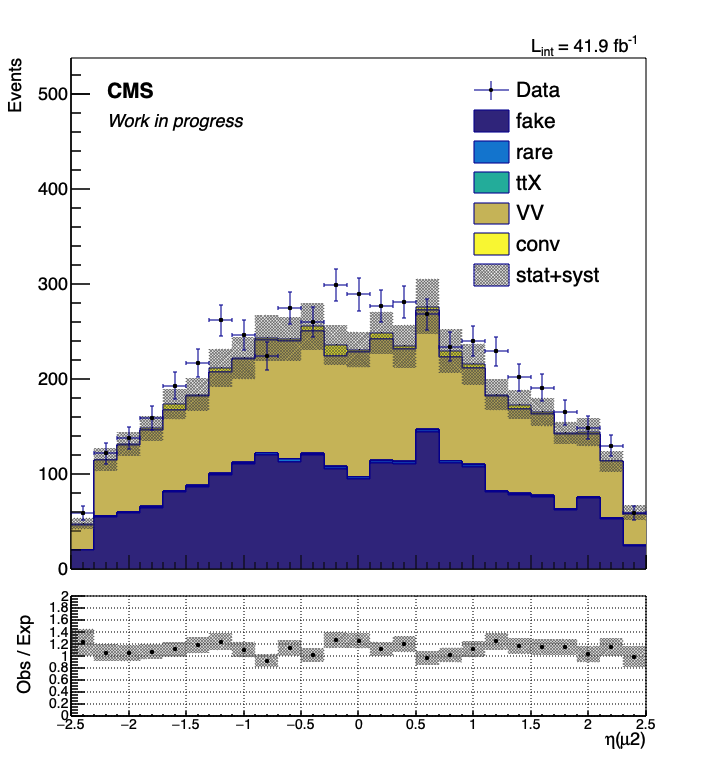 L_int = 41.9 fb⁻¹
Events
CMS
Work in progress
Data
fake
rare
ttX
VV
conv
stat+syst
500
400
300
200
100
0
Obs / Exp
2
1.8
1.6
1.4
1.2
1
0.8
0.6
0.4
0.2
0
−2.5 −2 −1.5 −1 −0.5 0 0.5 1 1.5 2 2.5
η(μ2)